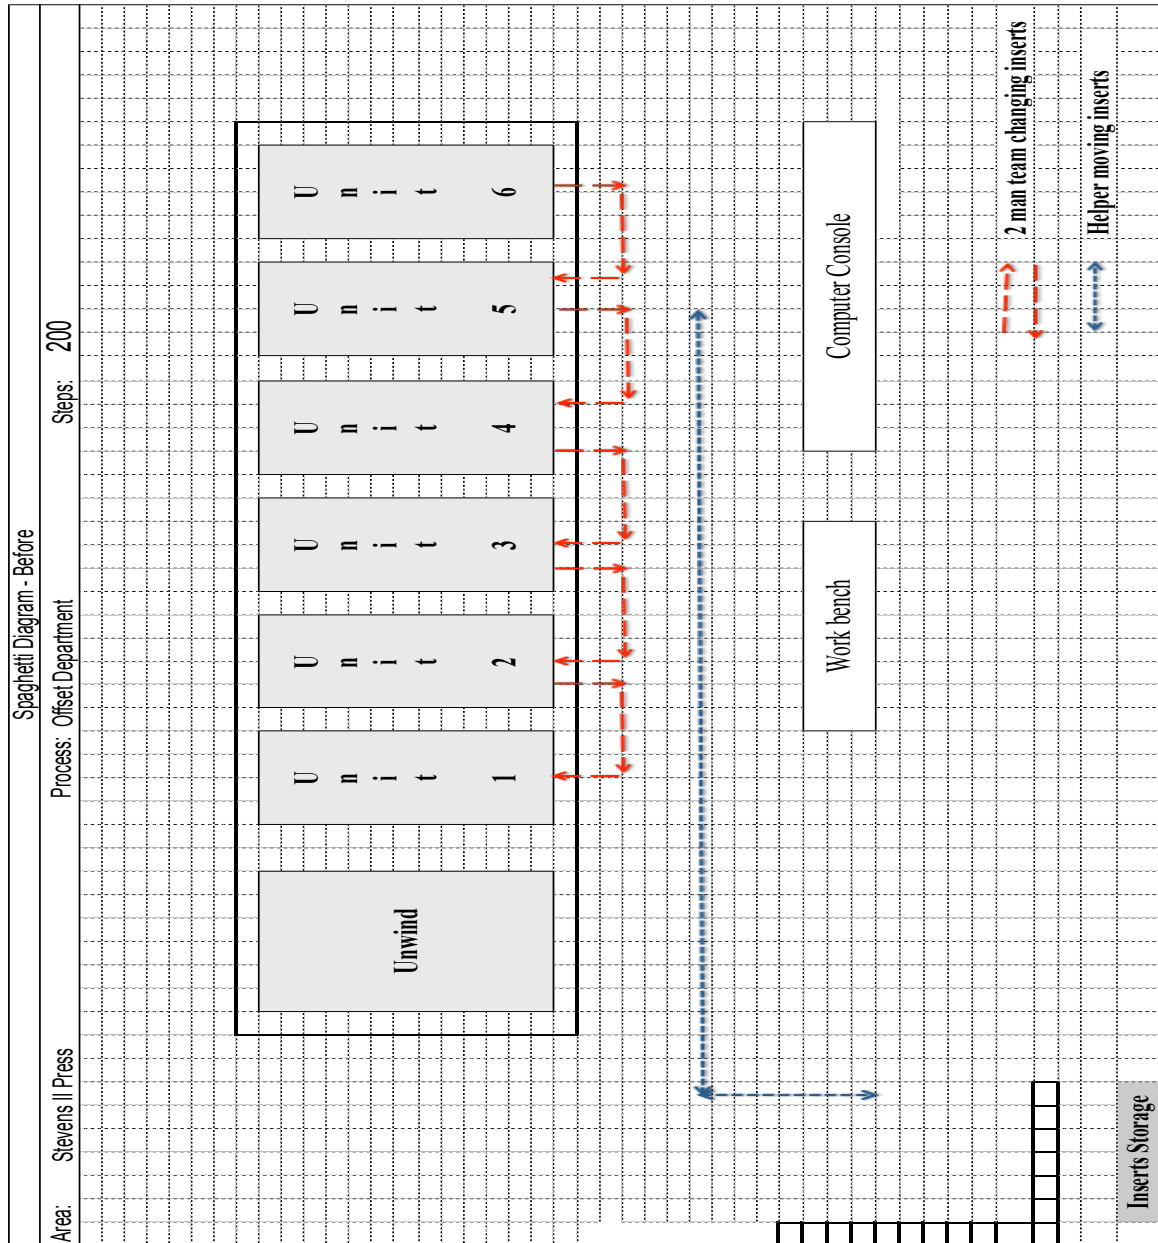 Spaghetti Diagram - Before
Area: Stevens II Press Process: Offset Department Steps: 200
Unwind
Unit 1
Unit 2
Unit 3
Unit 4
Unit 5
Unit 6
Work bench
Computer Console
2 man team changing inserts
Helper moving inserts
Inserts Storage